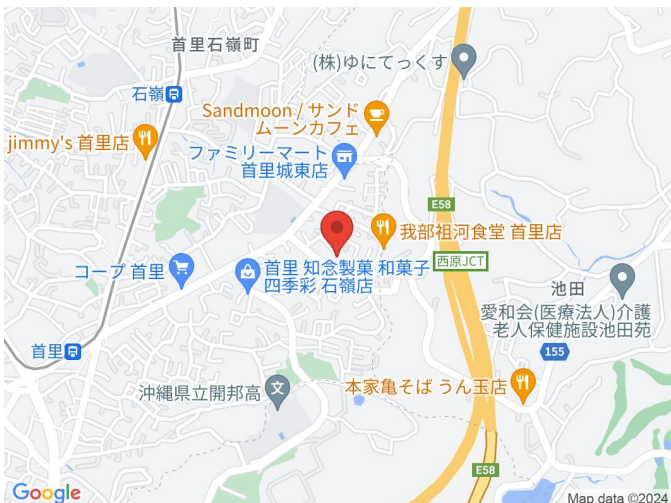 首里石嶺町
(株)ゆにてっくす
石嶺
Sandmoon / サンド
ムーンカフェ
jimmy's 首里店
ファミリーマート
首里城東店
E58
我部祖河食堂 首里店
西原JCT
コープ 首里
首里 知念製菓 和菓子
四季彩 石嶺店
池田
愛和会(医療法人)介護
老人保健施設池田苑
首里
155
沖縄県立開邦高
文
本家亀そば うん玉店
E58
Google
Map data ©2024